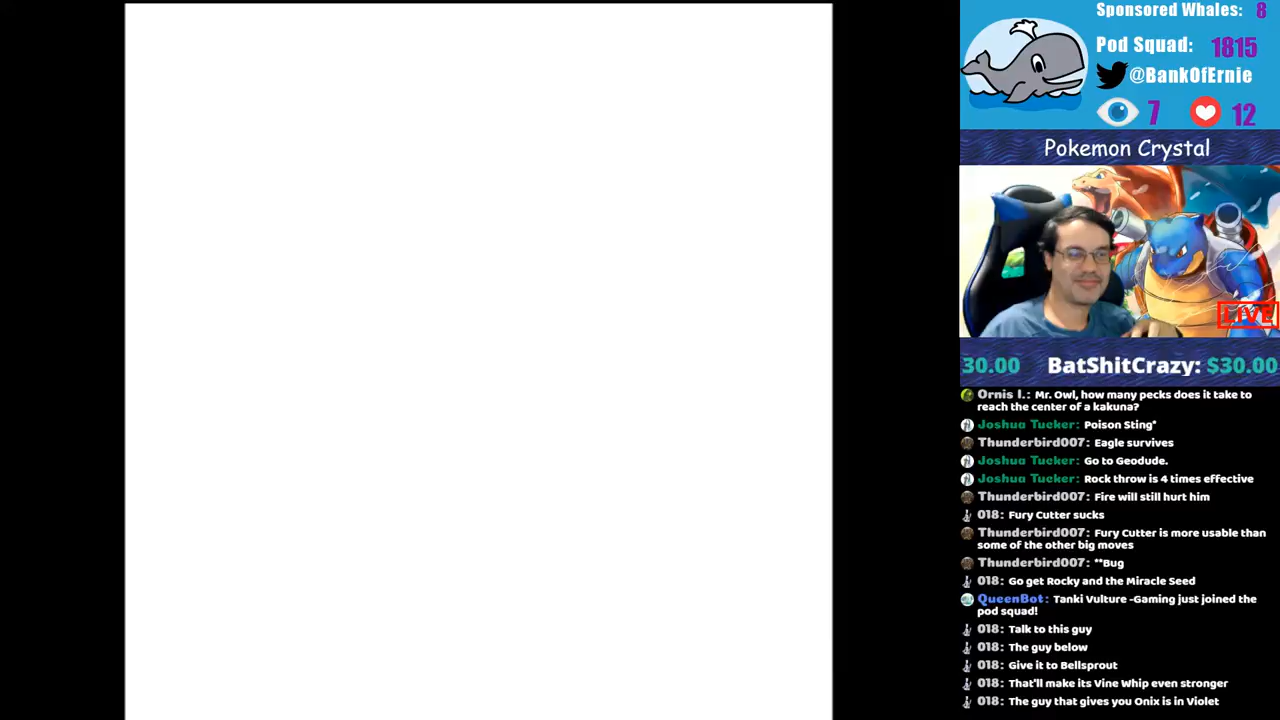 Sponsored Whales: 8
Pod Squad: 1815
@BankOfErnie
7 12
Pokemon Crystal
LIVE
30.00 BatShitCrazy: $30.00
Ornis I.: Mr. Owl, how many pecks does it take to
reach the center of a kakuna?
Joshua Tucker: Poison Sting*
Thunderbird007: Eagle survives
Joshua Tucker: Go to Geodude.
Joshua Tucker: Rock throw is 4 times effective
Thunderbird007: Fire will still hurt him
018: Fury Cutter sucks
Thunderbird007: Fury Cutter is more usable than
some of the other big moves
Thunderbird007: **Bug
018: Go get Rocky and the Miracle Seed
QueenBot: Tanki Vulture -Gaming just joined the
pod squad!
018: Talk to this guy
018: The guy below
018: Give it to Bellsprout
018: That'll make its Vine Whip even stronger
018: The guy that gives you Onix is in Violet